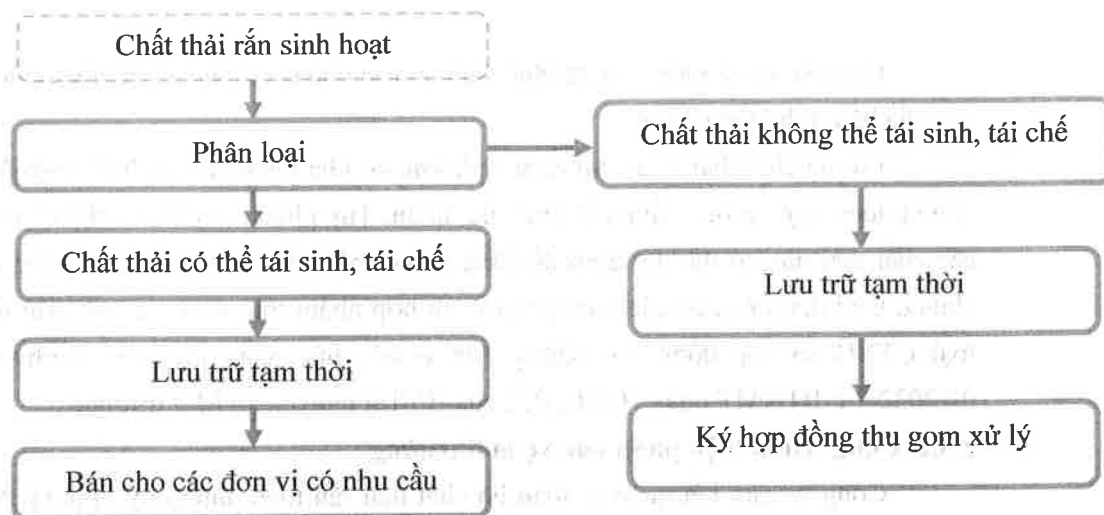 Chất thải rắn sinh hoạt
Phân loại
Chất thải không thể tái sinh, tái chế
Chất thải có thể tái sinh, tái chế
Lưu trữ tạm thời
Lưu trữ tạm thời
Ký hợp đồng thu gom xử lý
Bán cho các đơn vị có nhu cầu